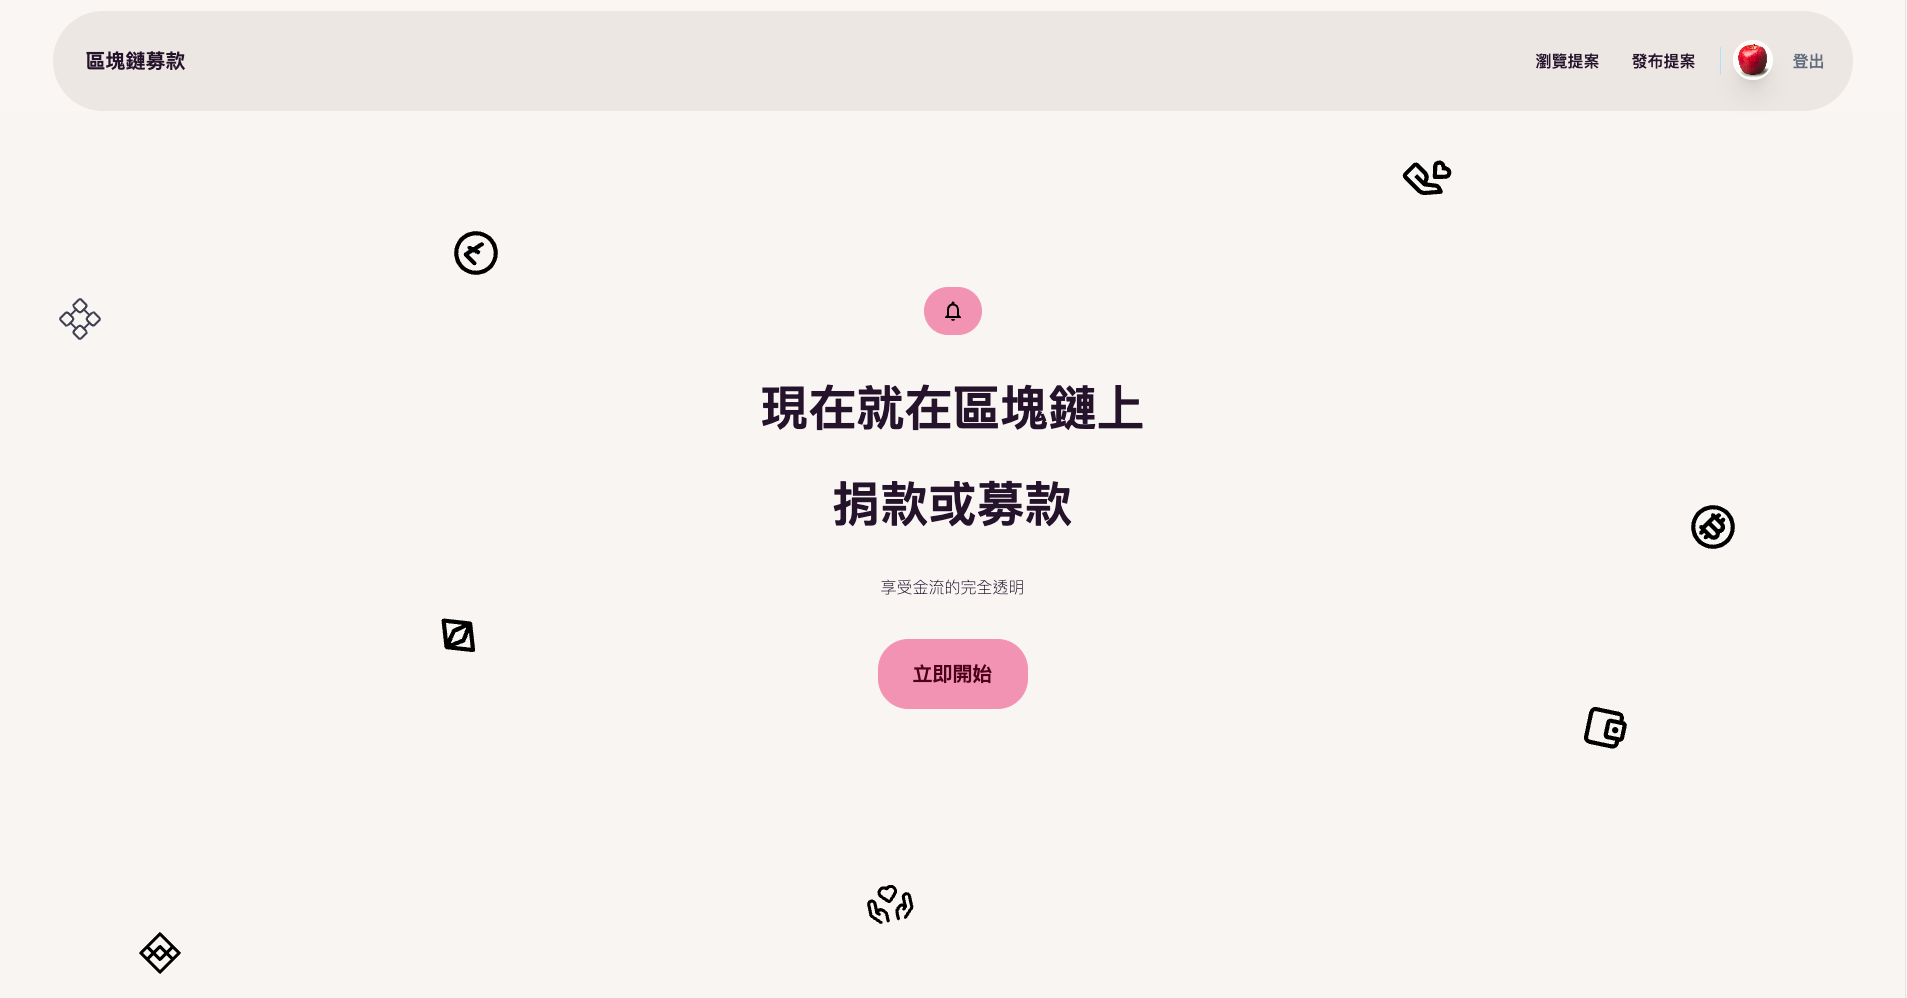 區塊鏈募款
瀏覽提案 發布提案 登出
現在就在區塊鏈上
捐款或募款
享受金流的完全透明
立即開始